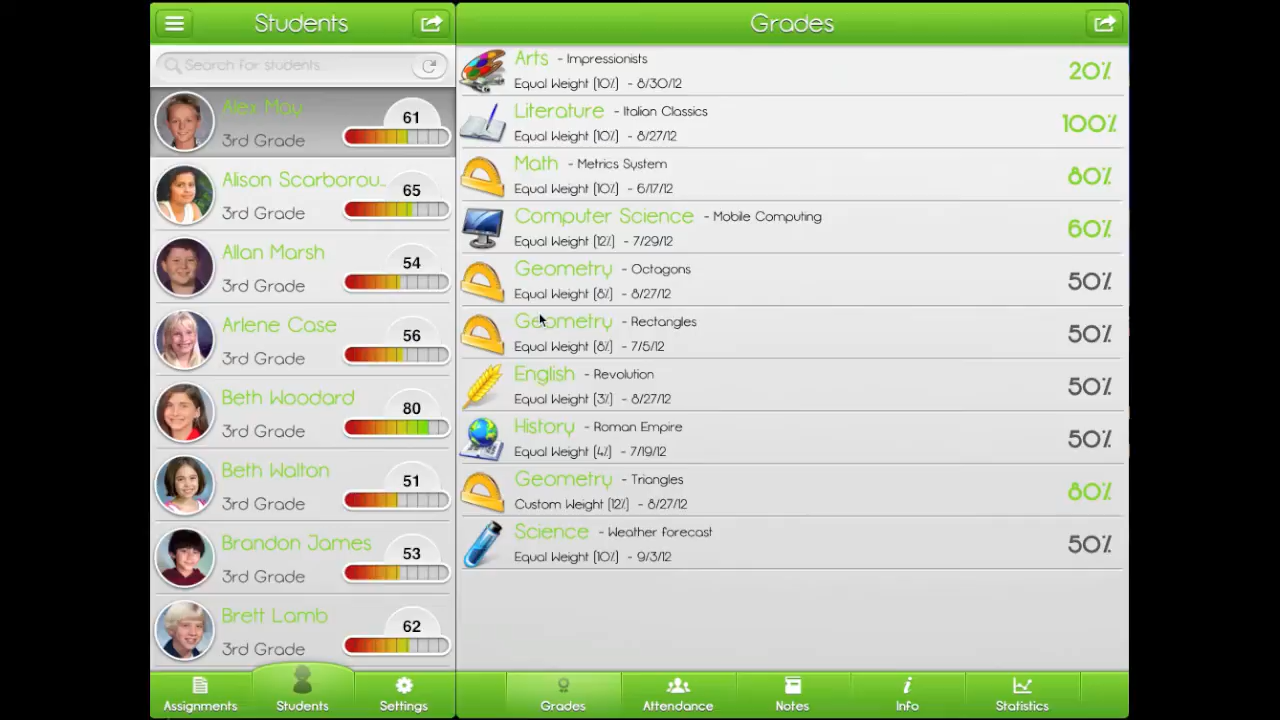 Students
Search for students...
Alex May
3rd Grade
61
Alison Scarborou...
3rd Grade
65
Allan Marsh
3rd Grade
54
Arlene Case
3rd Grade
56
Beth Woodard
3rd Grade
80
Beth Walton
3rd Grade
51
Brandon James
3rd Grade
53
Brett Lamb
3rd Grade
62
Assignments
Students
Settings
Grades
Arts - Impressionists
Equal Weight [10%] - 8/30/12
20%
Literature - Italian Classics
Equal Weight [10%] - 8/27/12
100%
Math - Metrics System
Equal Weight [10%] - 6/17/12
80%
Computer Science - Mobile Computing
Equal Weight [12%] - 7/29/12
60%
Geometry - Octagons
Equal Weight [8%] - 8/27/12
50%
Geometry - Rectangles
Equal Weight [8%] - 7/5/12
50%
English - Revolution
Equal Weight [3%] - 8/27/12
50%
History - Roman Empire
Equal Weight [4%] - 7/19/12
50%
Geometry - Triangles
Custom Weight [12%] - 8/27/12
80%
Science - Weather forecast
Equal Weight [10%] - 9/3/12
50%
Grades
Attendance
Notes
Info
Statistics